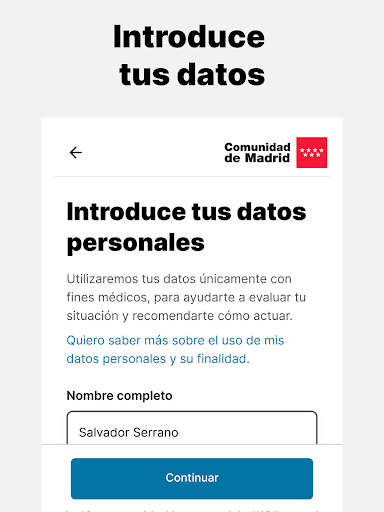 Introduce
tus datos
Comunidad
de Madrid
Introduce tus datos
personales
Utilizaremos tus datos únicamente con
fines médicos, para ayudarte a evaluar tu
situación y recomendarte cómo actuar.
Quiero saber más sobre el uso de mis
datos personales y su finalidad.
Nombre completo
Salvador Serrano
Continuar